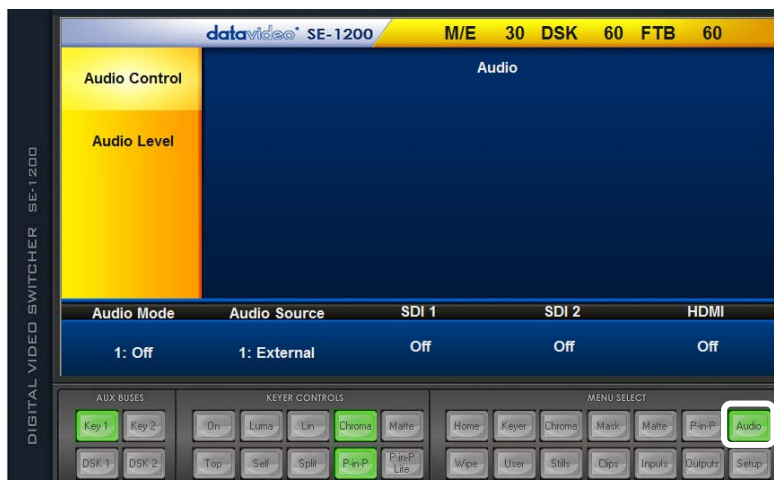 datavideo SE-1200 M/E 30 DSK 60 FTB 60
Audio Control
Audio
Audio Level
DIGITAL VIDEO SWITCHER SE-1200
Audio Mode Audio Source SDI 1 SDI 2 HDMI
1: Off 1: External Off Off Off
AUX BUSES KEYER CONTROLS MENU SELECT
Key 1 Key 2 On Luma Lin Chroma Matte Home Keyer Chroma Mask Matte P-in-P Audio
DSK 1 DSK 2 Top Self Split P-in-P P-in-P Lite Wipe User Stills Clips Inputs Outputs Setup